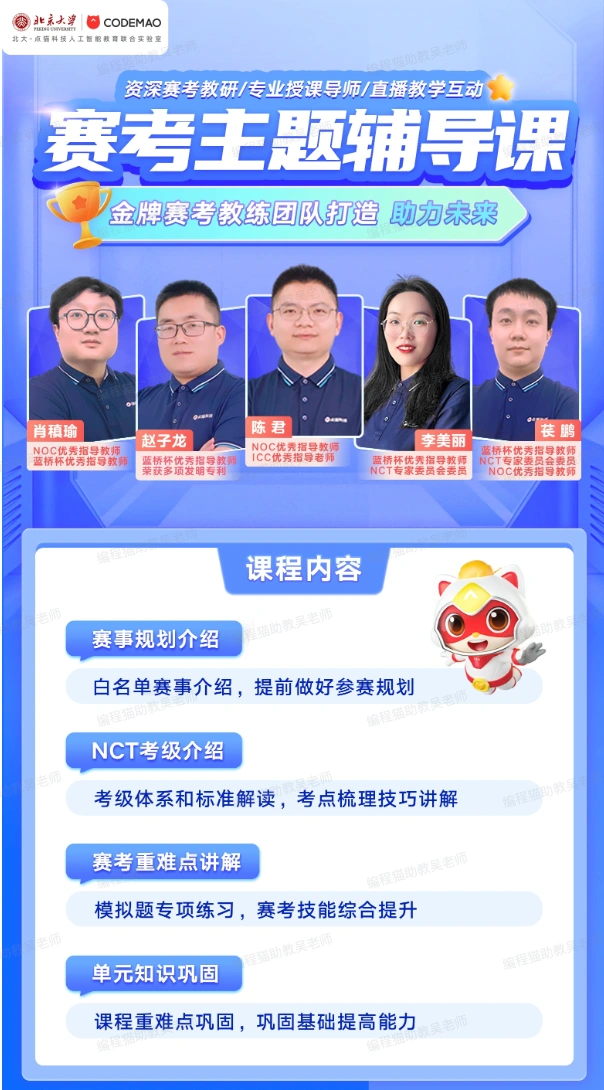 北京大学
PEKING UNIVERSITY
CODEMAO
北大-点猫科技人工智能教育联合实验室
资深赛考教研/专业授课导师/直播教学互动
赛考主题辅导课
金牌赛考教练团队打造 助力未来
肖稹瑜
NOC优秀指导教师
蓝桥杯优秀指导教师
赵子龙
蓝桥杯优秀指导教师
荣获多项发明专利
陈 君
NOC优秀指导教师
ICC优秀指导老师
李美丽
蓝桥杯优秀指导教师
NCT专家委员会委员
苌 鹏
蓝桥杯优秀指导教师
NCT专家委员会委员
NOC优秀指导教师
课程内容
赛事规划介绍
白名单赛事介绍，提前做好参赛规划
NCT考级介绍
考级体系和标准解读，考点梳理技巧讲解
赛考重难点讲解
模拟题专项练习，赛考技能综合提升
单元知识巩固
课程重难点巩固，巩固基础提高能力
编程猫助教吴老师